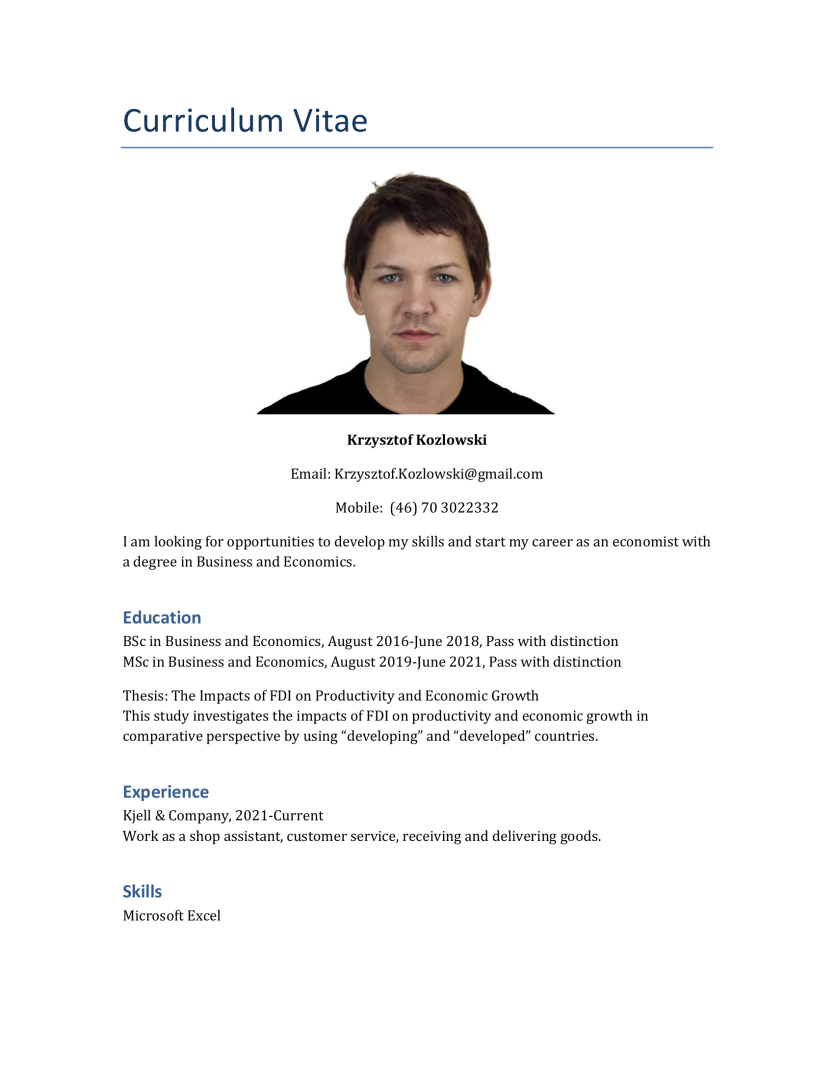 Curriculum Vitae
Krzysztof Kozlowski
Email: Krzysztof.Kozlowski@gmail.com
Mobile:  (46) 70 3022332
I am looking for opportunities to develop my skills and start my career as an economist with
a degree in Business and Economics.
Education
BSc in Business and Economics, August 2016-June 2018, Pass with distinction
MSc in Business and Economics, August 2019-June 2021, Pass with distinction
Thesis: The Impacts of FDI on Productivity and Economic Growth
This study investigates the impacts of FDI on productivity and economic growth in
comparative perspective by using “developing” and “developed” countries.
Experience
Kjell & Company, 2021-Current
Work as a shop assistant, customer service, receiving and delivering goods.
Skills
Microsoft Excel